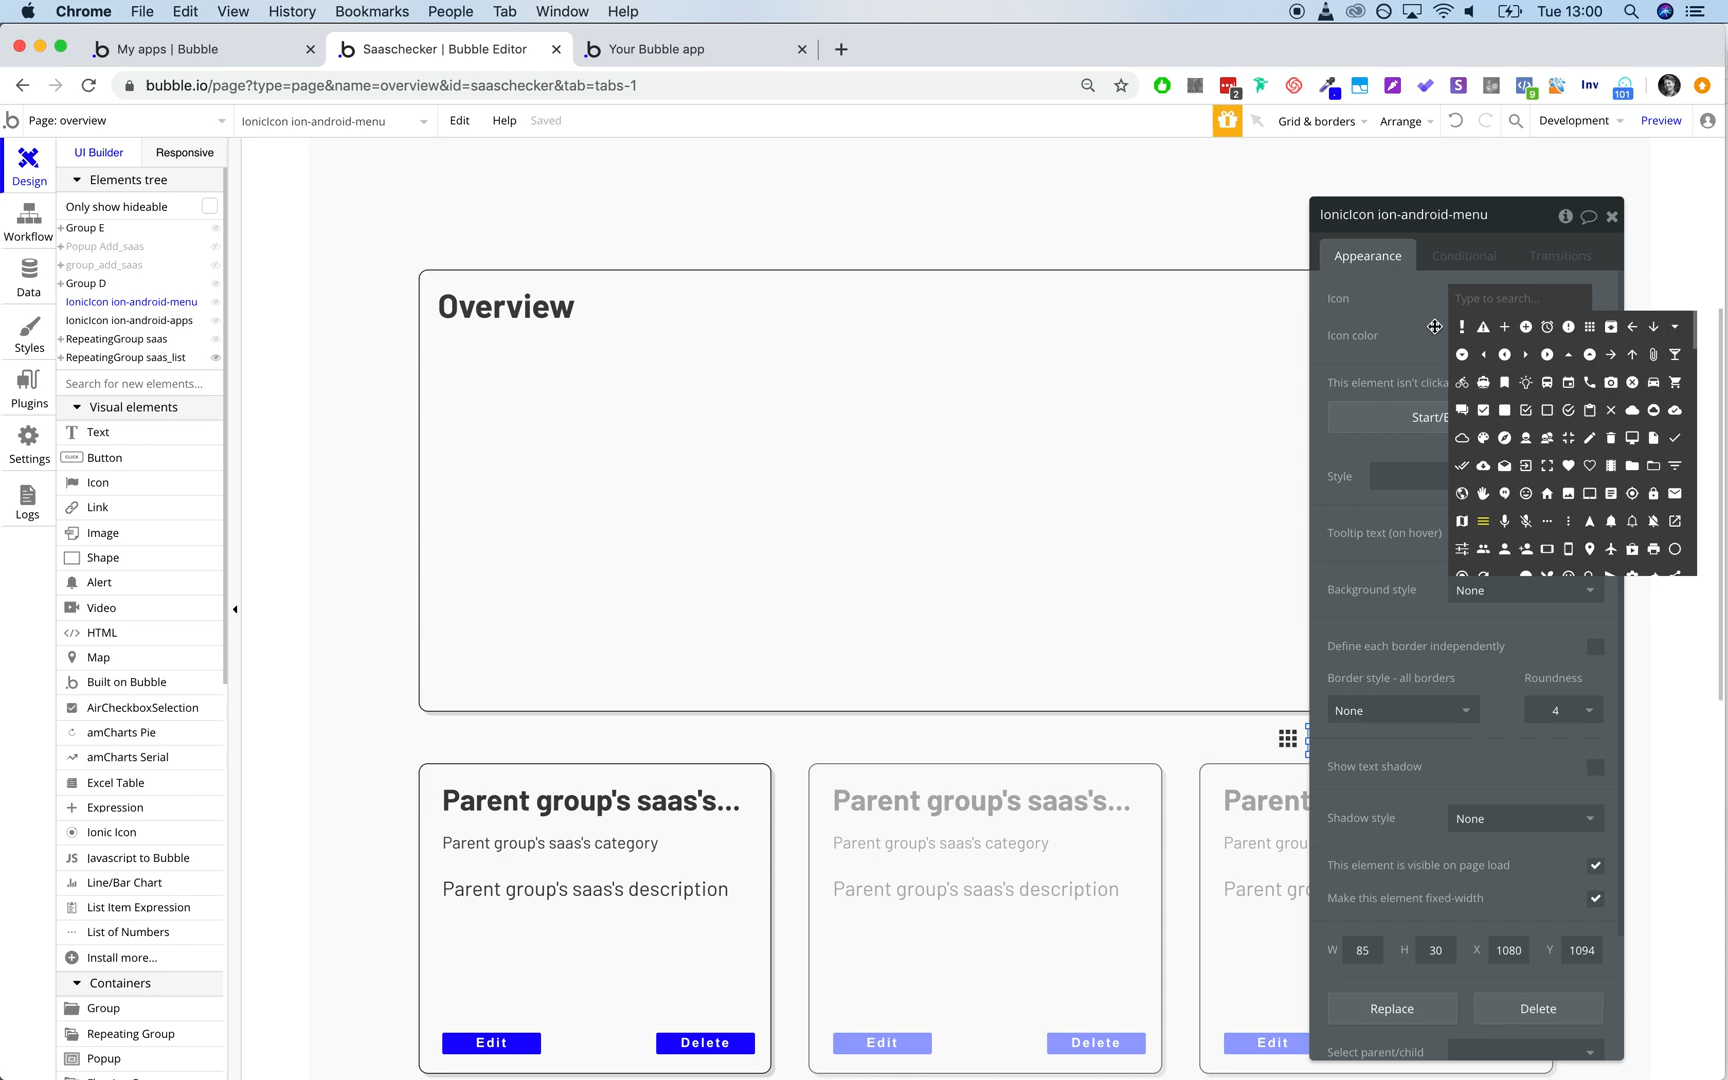 Chrome File Edit View History Bookmarks People Tab Window Help Tue 13:00
My apps | Bubble Saaschecker | Bubble Editor Your Bubble app
bubble.io/page?type=page&name=overview&id=saaschecker&tab=tabs-1 2 9 Inv 101
Page: overview IonicIcon ion-android-menu Edit Help Saved Grid & borders Arrange Development Preview
Design
Workflow
Data
Styles
Plugins
Settings
Logs
UI Builder Responsive
Elements tree
Only show hideable
Group E
Popup Add_saas
group_add_saas
Group D
IonicIcon ion-android-menu
IonicIcon ion-android-apps
RepeatingGroup saas
RepeatingGroup saas_list
Search for new elements...
Visual elements
Text
CLICK Button
Icon
Link
Image
Shape
Alert
Video
HTML
Map
Built on Bubble
AirCheckboxSelection
amCharts Pie
amCharts Serial
Excel Table
Expression
Ionic Icon
JS Javascript to Bubble
Line/Bar Chart
List Item Expression
List of Numbers
Install more...
Containers
Group
Repeating Group
Popup
Overview
Parent group's saas's...
Parent group's saas's category
Parent group's saas's description
Edit Delete
Parent group's saas's...
Parent group's saas's category
Parent group's saas's description
Edit Delete
Parent
Parent grou
Parent gr
Edit
IonicIcon ion-android-menu
Appearance Conditional Transitions
Icon Type to search...
Icon color
This element isn't clicka
Start/E
Style
Tooltip text (on hover)
Background style None
Define each border independently
Border style - all borders Roundness
None 4
Show text shadow
Shadow style None
This element is visible on page load
Make this element fixed-width
W 85 H 30 X 1080 Y 1094
Replace Delete
Select parent/child